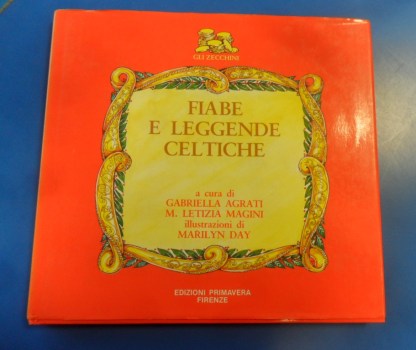 GLI ZECCHINI
FIABE
E LEGGENDE
CELTICHE
a cura di
GABRIELLA AGRATI
M. LETIZIA MAGINI
illustrazioni di
MARILYN DAY
EDIZIONI PRIMAVERA
FIRENZE